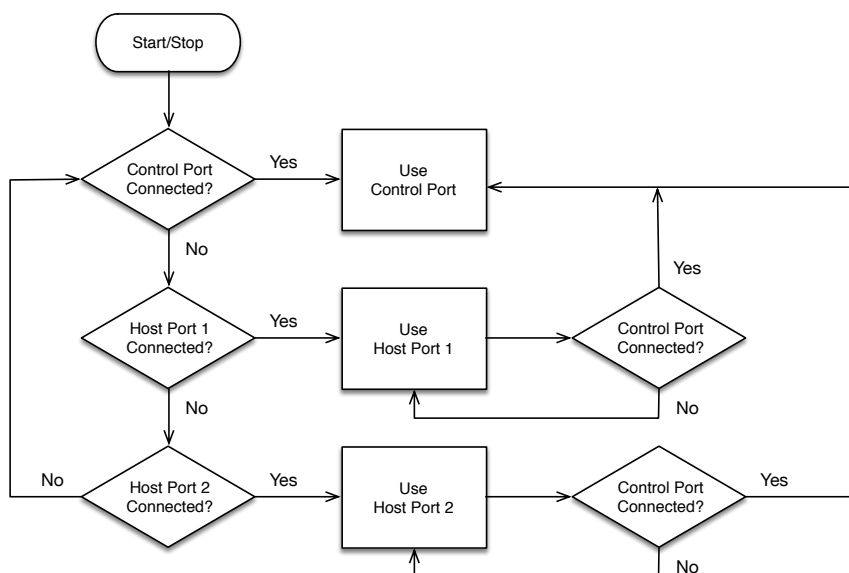 Start/Stop
Control Port
Connected?
Yes
Use
Control Port
No
Yes
Host Port 1
Connected?
Yes
Use
Host Port 1
Control Port
Connected?
No
No
No
Host Port 2
Connected?
Yes
Use
Host Port 2
Control Port
Connected?
Yes
No